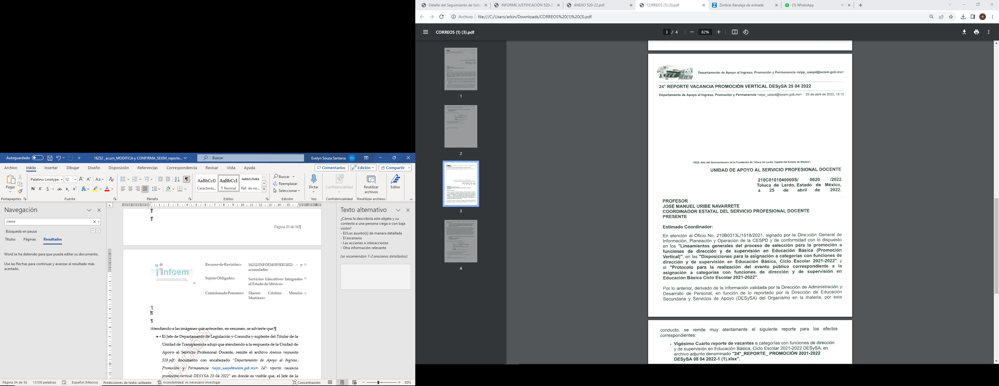 Autoguardado
16232 _acum_MODIFICA y CONFIRMA_SEIEM_reporte...
Buscar
Evelyn Souza Santana
ES
Archivo Inicio Insertar Dibujar Diseño Disposición Referencias Correspondencia Revisar Vista Ayuda
Comentarios Edición Compartir
Pegar
Palatino Linotype 12
N K S
AaBbCcD AaBbCcI AaBbCcDdEe
Caracteres... ¶ Normal Ref. de no...
Buscar
Reemplazar
Seleccionar
Dictar
Confidencialidad
Reutilizar
archivos
Editor
Portapapeles Fuente Párrafo Estilos Edición Voz Confidencialidad Reutilizar archivos
Navegación
cierre
Búsqueda en pausa
Títulos Páginas Resultados
Word se ha detenido para que pueda editar su documento.
Use las flechas para continuar y avanzar al resultado más
acertado.
Página·33·de·56¶
Infoem
Recurso·de·Revisión: 16232/INFOEM/IP/RR/2022 y
acumulado
Sujeto·Obligado: Servicios Educativos Integrados
al·Estado·de·México
Comisionada·Ponente: Sharon Cristina Morales
Martínez
Atendiendo·a·las·imágenes·que·anteceden,·en·resumen,·se·advierte·que:¶
El·Jefe·de·Departamento·de·Legislación·y·Consulta·y·suplente·del·Titular·de·la·
Unidad·de·Transparencia·adujó·que·atendiendo·a·la·respuesta·de·la·Unidad·de·
Apoyo· al· Servicio· Profesional· Docente,· remite· el· archivo· Anexos· respuesta·
518.pdf,· documento· con· encabezado· “Departamento· de· Apoyo· al· Ingreso,·
Promoción· y· Permanencia· <aipp_uaspd@seiem.gob.mx>· 24°· reporte· vacancia·
promoción·vertical·DESYSA·25·04·2022”·en·donde·es·visible·que,·el·Jefe·de·la·
Texto alternativo
¿Cómo le describiría este objeto y su
contexto a una persona ciega o con baja
visión?
- El/Los asunto(s) de manera detallada
- El escenario
- Las acciones o interacciones
- Otra información relevante
(se recomiendan 1-2 oraciones detalladas)
Página 34 de 56 13109 palabras Español (México) Predicciones de texto: activado Accesibilidad: es necesario investigar Concentración 80%
Detalle del Seguimiento de Solic INFORME JUSTIFICACIÓN 520-22 ANEXO 520-22.pdf CORREOS (1) (3).pdf Zimbra: Bandeja de entrada (1) WhatsApp
Archivo file:///C:/Users/arkin/Downloads/CORREOS%20(1)%20(3).pdf
CORREOS (1) (3).pdf 3 / 4 82%
1
2
3
4
SEIEM
Departamento de Apoyo al Ingreso, Promoción y Permanencia <aipp_uaspd@seiem.gob.mx>
24° REPORTE VACANCIA PROMOCIÓN VERTICAL DESySA 25 04 2022
Departamento de Apoyo al Ingreso, Promoción y Permanencia <aipp_uaspd@seiem.gob.mx> 25 de abril de 2022, 18:10
"2022. Año del Quincentenario de la Fundación de Toluca de Lerdo, Capital del Estado de México".
UNIDAD DE APOYO AL SERVICIO PROFESIONAL DOCENTE
210C0101040000S/ 0620 /2022
Toluca de Lerdo, Estado de México,
a 25 de abril de 2022.
PROFESOR
JOSÉ MANUEL URIBE NAVARRETE
COORDINADOR ESTATAL DEL SERVICIO PROFESIONAL DOCENTE
PRESENTE
Estimado Coordinador:
En atención al Oficio No. 210B0313L/1518/2021, signado por la Dirección General de
Información, Planeación y Operación de la CESPD y de conformidad con lo dispuesto
en los "Lineamientos generales del proceso de selección para la promoción a
funciones de dirección y de supervisión en Educación Básica (Promoción
Vertical)", en las "Disposiciones para la asignación a categorías con funciones de
dirección y de supervisión en Educación Básica, Ciclo Escolar 2021-2022" y
el "Protocolo para la realización del evento público correspondiente a la
asignación a categorías con funciones de dirección y de supervisión en
Educación Básica Ciclo Escolar 2021-2022".
Por lo anterior, derivado de la información validada por la Dirección de Administración y
Desarrollo de Personal, en función de lo reportado por la Dirección de Educación
Secundaria y Servicios de Apoyo (DESySA) del Organismo en la materia, por este
conducto, se remite muy atentamente el siguiente reporte para los efectos
correspondientes:
• Vigésimo Cuarto reporte de vacantes a categorías con funciones de dirección
y de supervisión en Educación Básica, Ciclo Escolar 2021-2022 DESySA, en
archivo adjunto denominado "24°_REPORTE_ PROMOCIÓN 2021-2022
DESySA 08 04 2022-1 (1).xlsx".